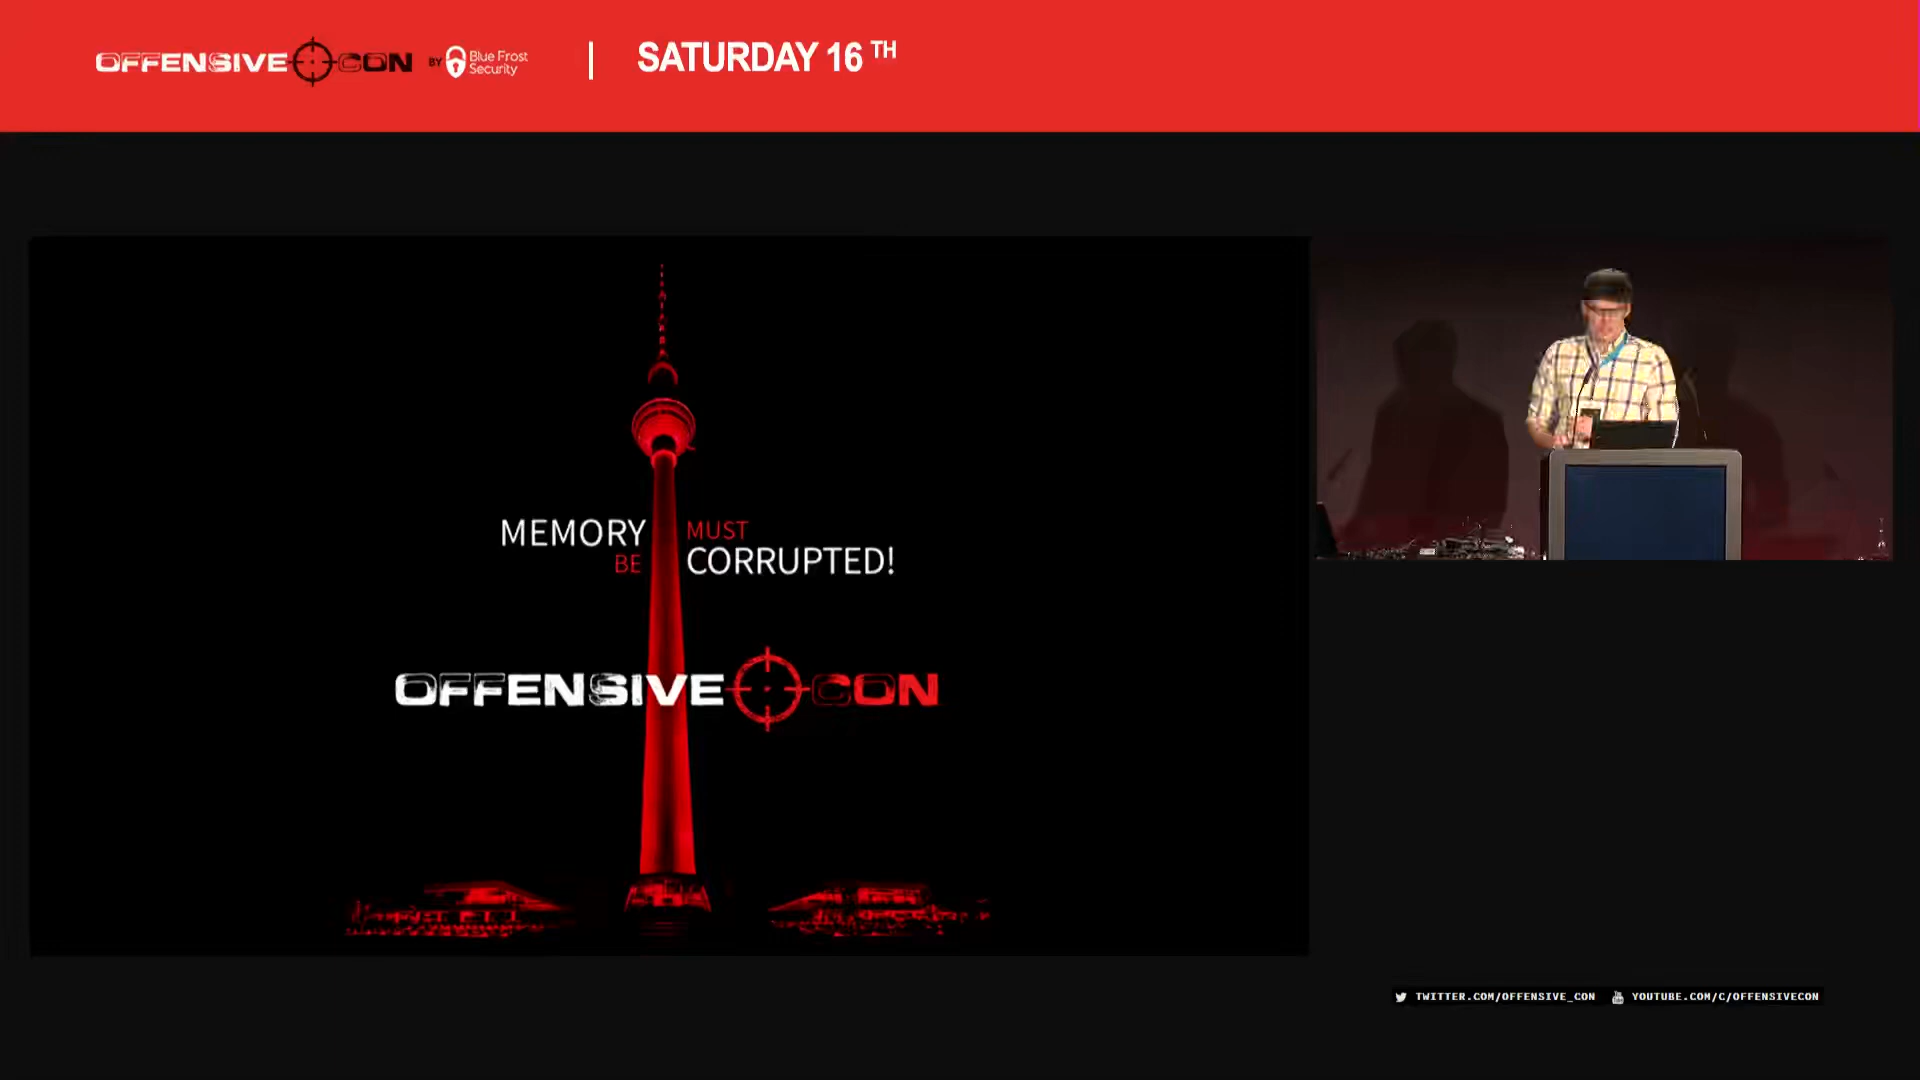 OFFENSIVE CON BY Blue Frost Security | SATURDAY 16 TH
MEMORY MUST
BE CORRUPTED!
OFFENSIVE CON
TWITTER.COM/OFFENSIVE_CON YOUTUBE.COM/C/OFFENSIVECON